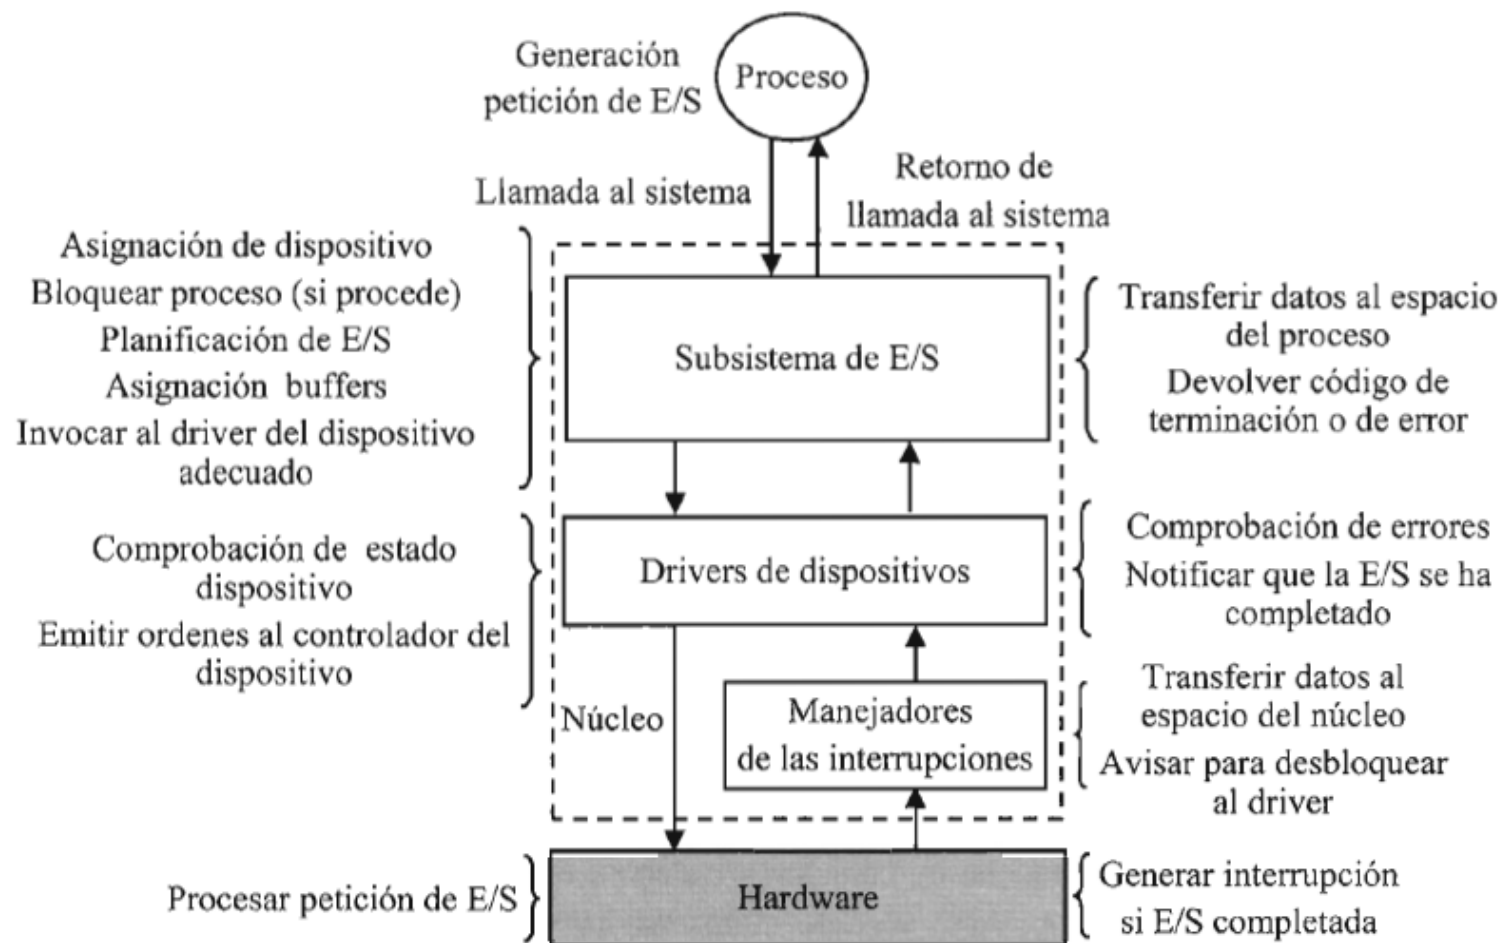 Generación
petición de E/S
Proceso
Llamada al sistema
Retorno de
llamada al sistema
Asignación de dispositivo
Bloquear proceso (si procede)
Planificación de E/S
Asignación buffers
Invocar al driver del dispositivo
adecuado
Subsistema de E/S
Transferir datos al espacio
del proceso
Devolver código de
terminación o de error
Comprobación de estado
dispositivo
Emitir ordenes al controlador del
dispositivo
Drivers de dispositivos
Comprobación de errores
Notificar que la E/S se ha
completado
Núcleo
Manejadores
de las interrupciones
Transferir datos al
espacio del núcleo
Avisar para desbloquear
al driver
Procesar petición de E/S
Hardware
Generar interrupción
si E/S completada